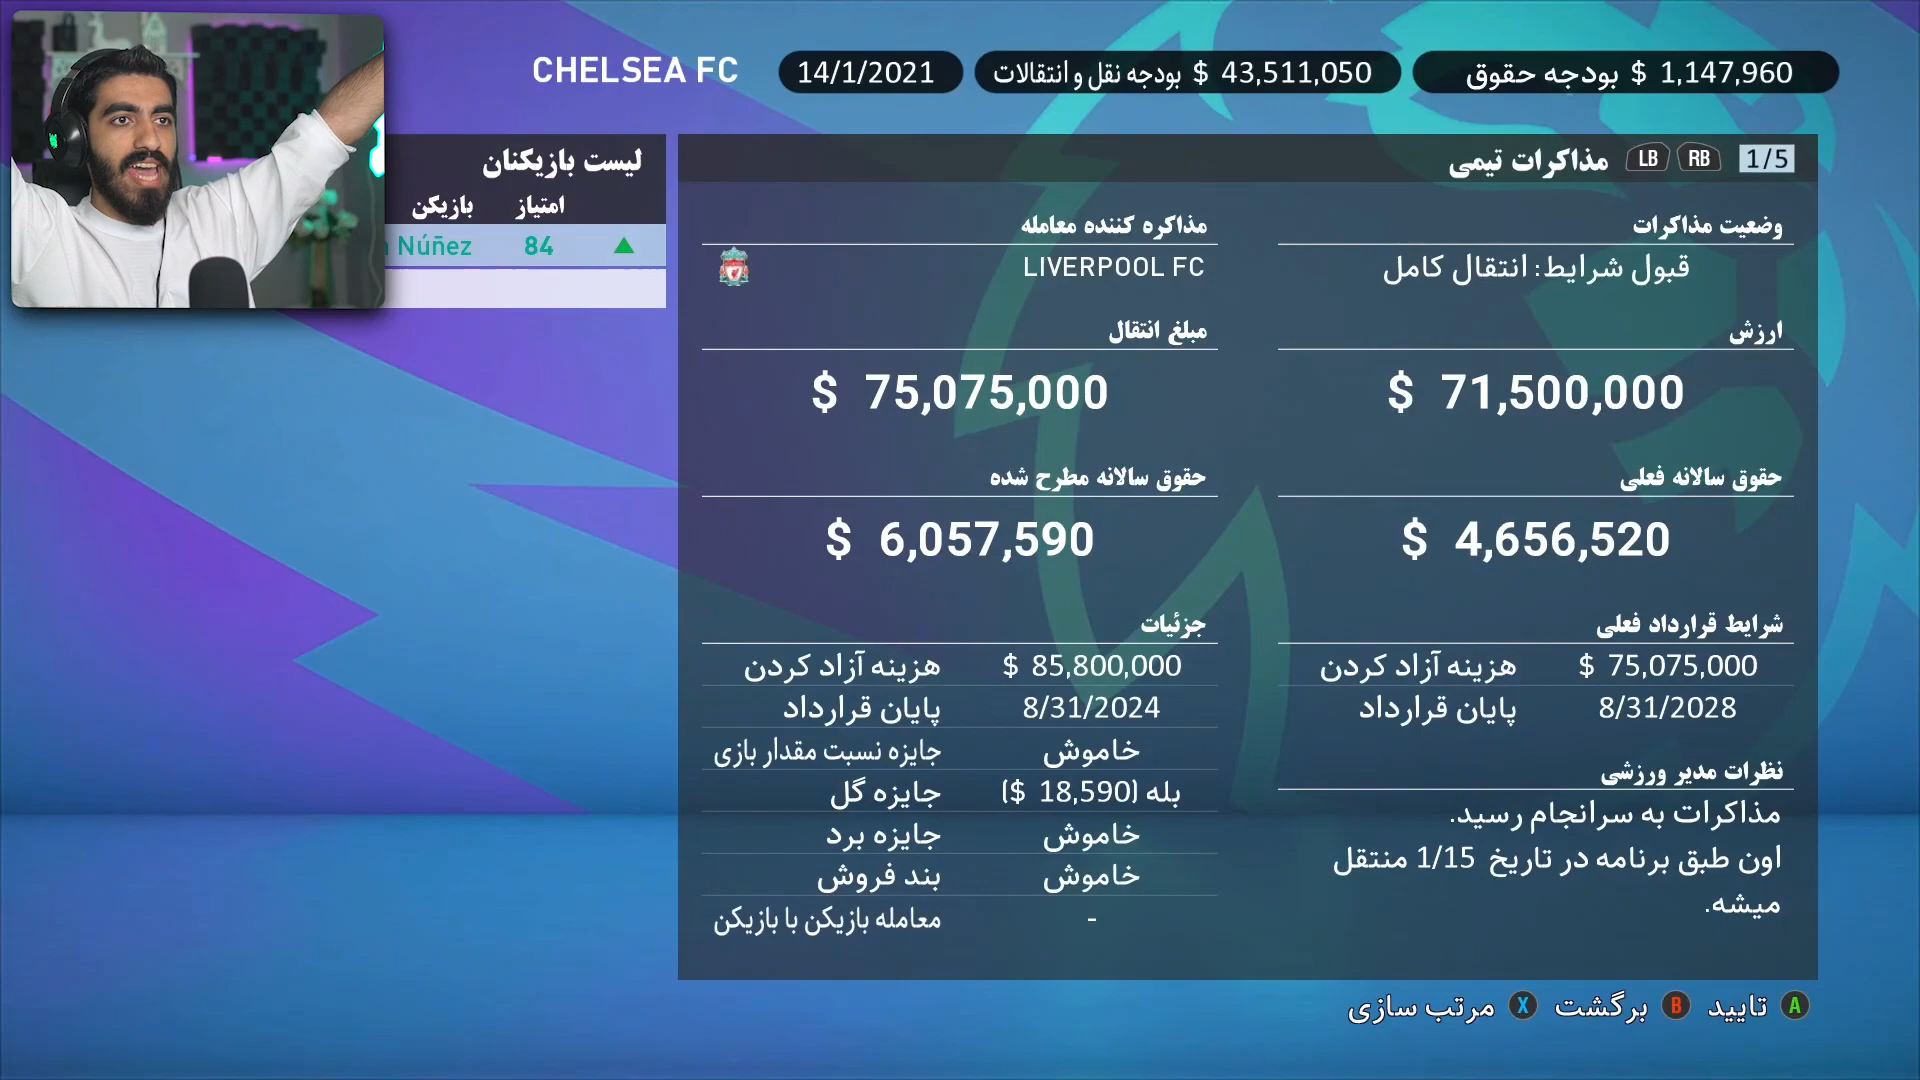 CHELSEA FC
14/1/2021
بودجه نقل و انتقالات $ 43,511,050
بودجه حقوق $ 1,147,960
لیست بازیکنان
بازیکن امتیاز
Núñez 84
مذاکرات تیمی LB RB 1/5
وضعیت مذاکرات
قبول شرایط: انتقال کامل
ارزش
$ 71,500,000
حقوق سالانه فعلی
$ 4,656,520
شرایط قرارداد فعلی
هزینه آزاد کردن $ 75,075,000
پایان قرارداد 8/31/2028
نظرات مدیر ورزشی
مذاکرات به سرانجام رسید.
اون طبق برنامه در تاریخ 1/15 منتقل
میشه.
مذاکره کننده معامله
LIVERPOOL FC
مبلغ انتقال
$ 75,075,000
حقوق سالانه مطرح شده
$ 6,057,590
جزئیات
هزینه آزاد کردن $ 85,800,000
پایان قرارداد 8/31/2024
جایزه نسبت مقدار بازی خاموش
جایزه گل بله ($ 18,590)
جایزه برد خاموش
بند فروش خاموش
معامله بازیکن با بازیکن -
A تایید B برگشت X مرتب سازی